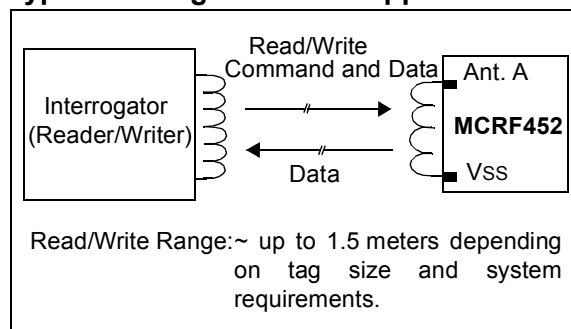 Read/Write
Command and Data
Ant. A
Interrogator
(Reader/Writer)
MCRF452
Data
VSS
Read/Write Range:~ up to 1.5 meters depending
on tag size and system
requirements.